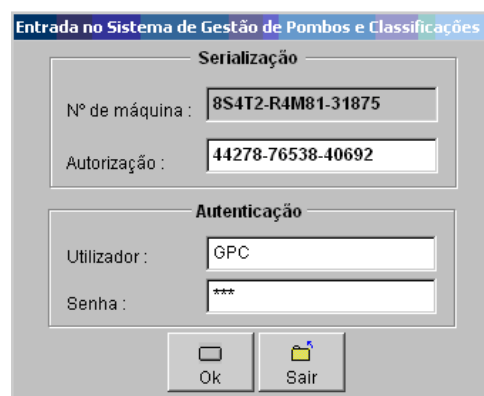 Entrada no Sistema de Gestão de Pombos e Classificações
Serialização
Nº de máquina : 8S4T2-R4M81-31875
Autorização : 44278-76538-40692
Autenticação
Utilizador : GPC
Senha : ***
Ok Sair